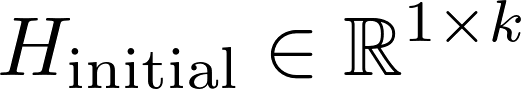 H_initial ∈ ℝ^{1×k}